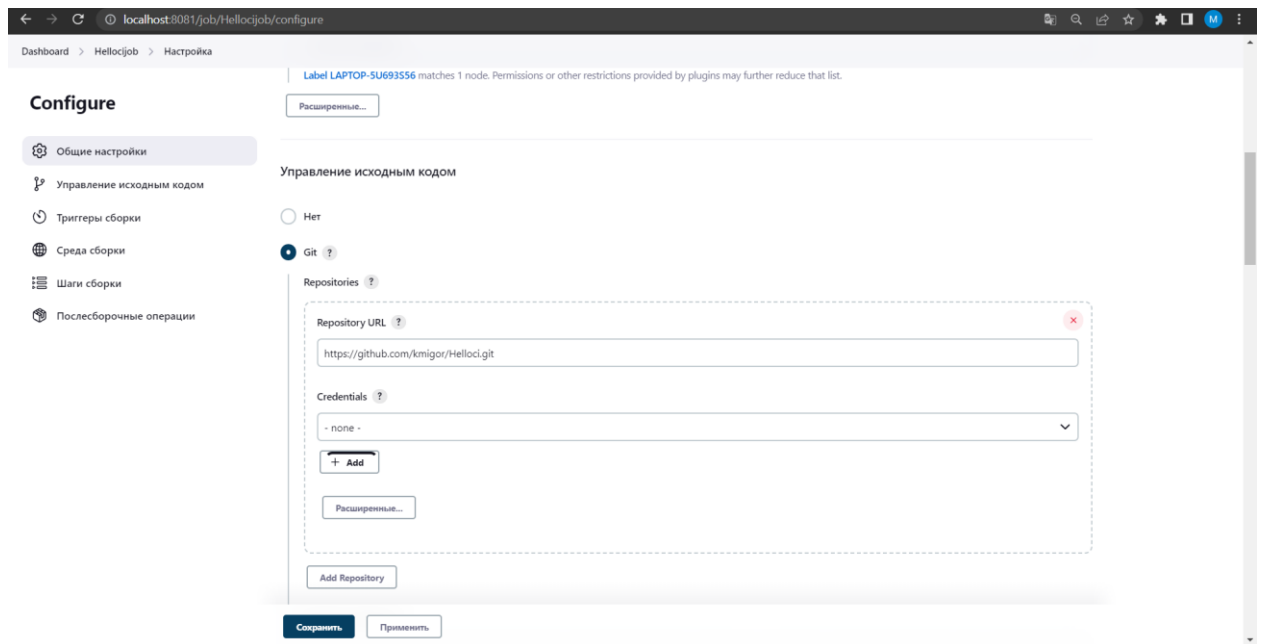 localhost:8081/job/Hellocijob/configure
M
Dashboard > Hellocijob > Настройка
Label LAPTOP-5U693S56 matches 1 node. Permissions or other restrictions provided by plugins may further reduce that list.
Configure
Расширенные...
Общие настройки
Управление исходным кодом
Триггеры сборки
Среда сборки
Шаги сборки
Послесборочные операции
Управление исходным кодом
Нет
Git ?
Repositories ?
Repository URL ?
https://github.com/kmigor/Helloci.git
Credentials ?
- none -
+ Add
Расширенные...
Add Repository
Сохранить
Применить